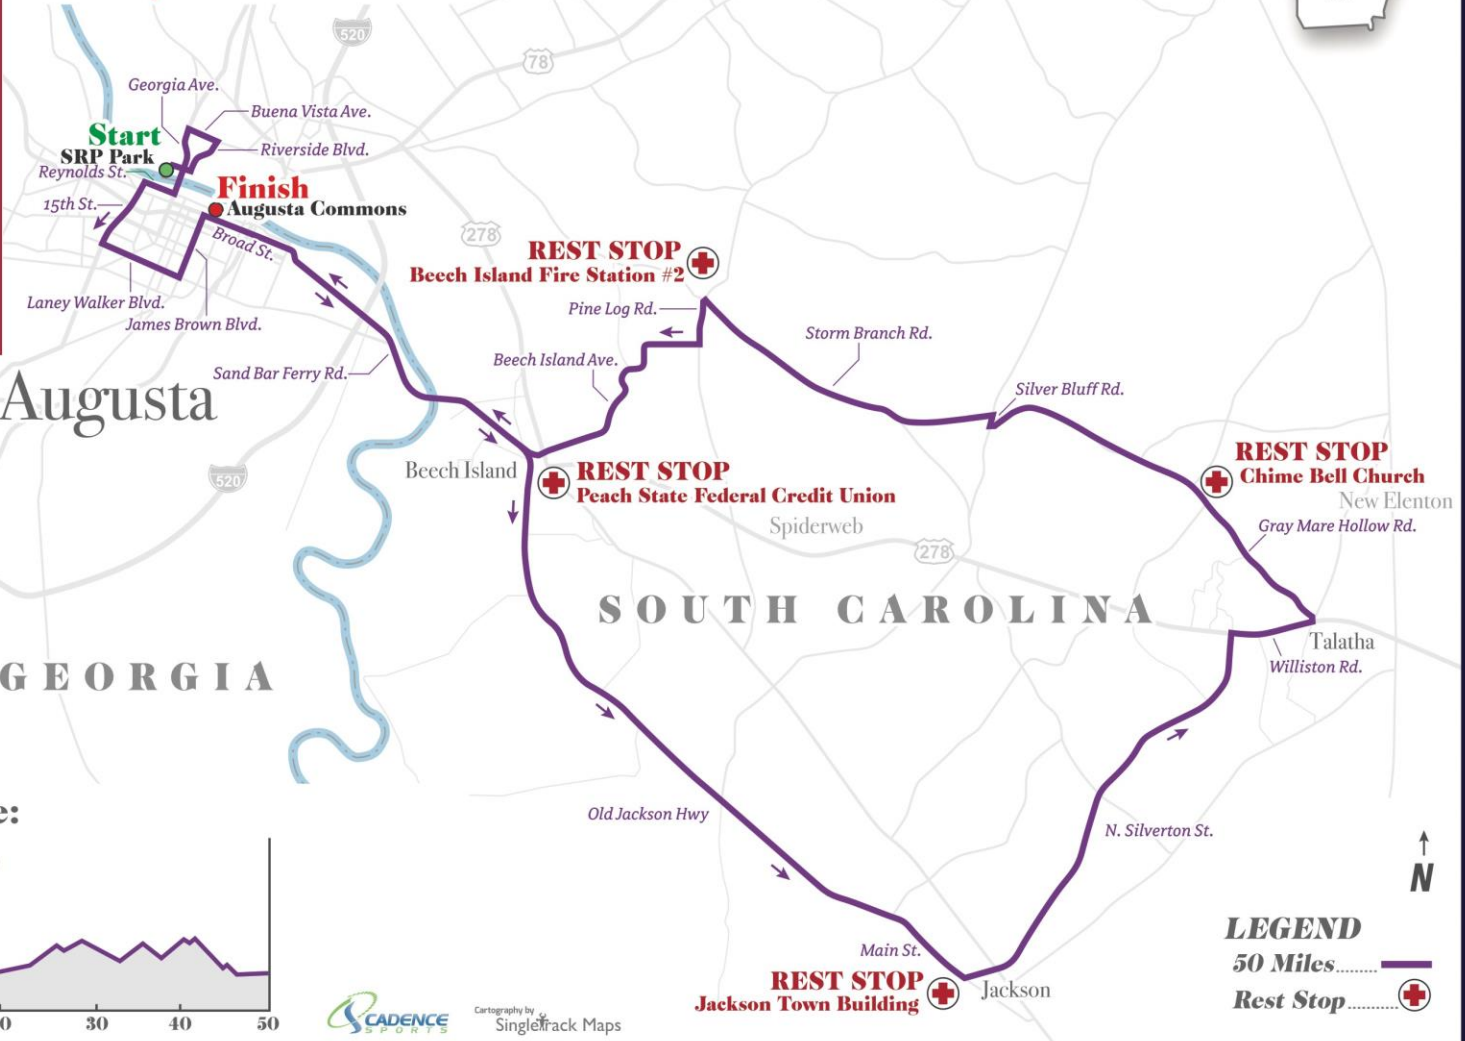 520
78
Georgia Ave.
Buena Vista Ave.
Start
SRP Park
Riverside Blvd.
Reynolds St.
15th St.
Finish
Augusta Commons
Broad St.
278
REST STOP
Beech Island Fire Station #2
Laney Walker Blvd.
James Brown Blvd.
Pine Log Rd.
Storm Branch Rd.
Beech Island Ave.
Sand Bar Ferry Rd.
Silver Bluff Rd.
Augusta
Beech Island
REST STOP
Peach State Federal Credit Union
REST STOP
Chime Bell Church
New Elenton
520
Spiderweb
Gray Mare Hollow Rd.
278
SOUTH CAROLINA
Talatha
Williston Rd.
GEORGIA
e:
Old Jackson Hwy
N. Silverton St.
N
Main St.
REST STOP
Jackson Town Building
Jackson
LEGEND
50 Miles
Rest Stop
0 30 40 50
CADENCE
SPORTS
Cartography by
Singletrack Maps